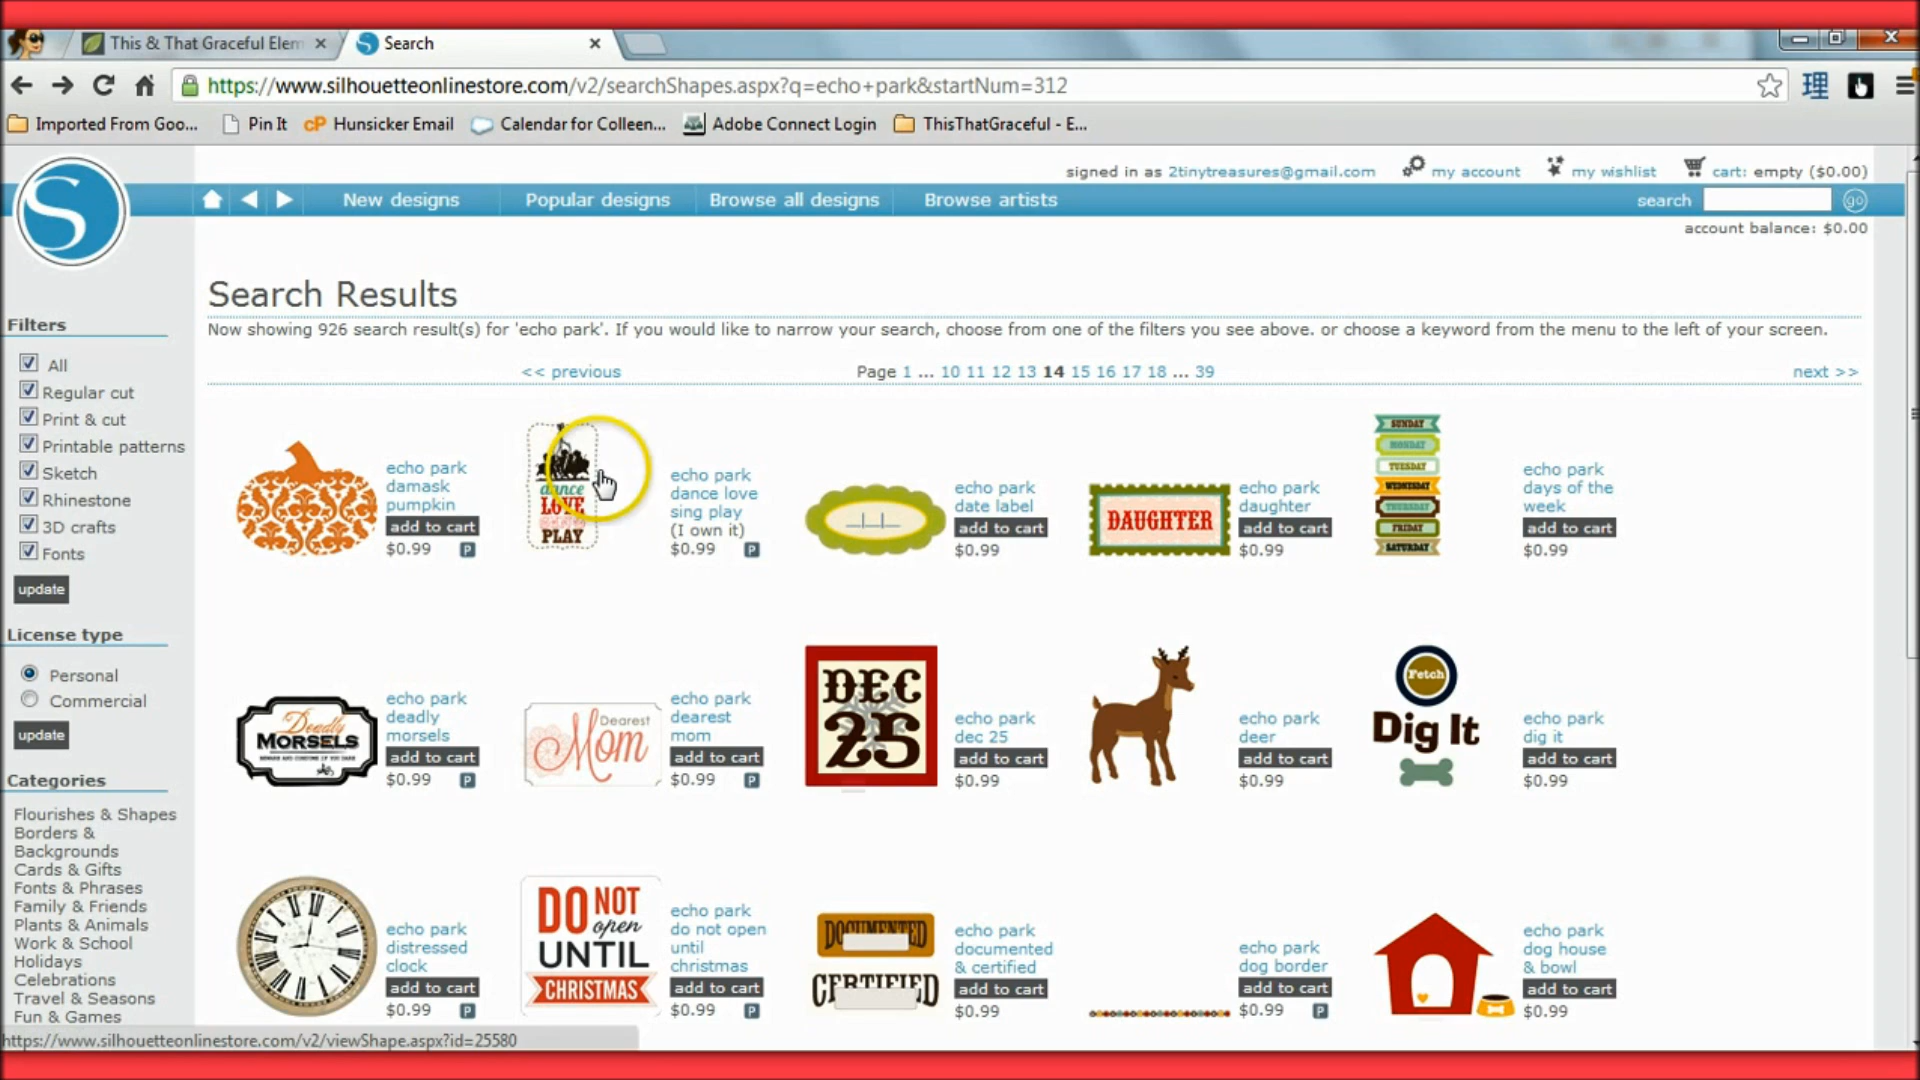 This & That Graceful Elem
Search
https://www.silhouetteonlinestore.com/v2/searchShapes.aspx?q=echo+park&startNum=312
理
Imported From Goo...
Pin It
cP Hunsicker Email
Calendar for Colleen...
Adobe Connect Login
ThisThatGraceful - E...
S
signed in as 2tinytreasures@gmail.com
my account
my wishlist
cart: empty ($0.00)
New designs
Popular designs
Browse all designs
Browse artists
search
go
account balance: $0.00
Search Results
Now showing 926 search result(s) for 'echo park'. If you would like to narrow your search, choose from one of the filters you see above. or choose a keyword from the menu to the left of your screen.
<< previous
Page 1 ... 10 11 12 13 14 15 16 17 18 ... 39
next >>
Filters
All
Regular cut
Print & cut
Printable patterns
Sketch
Rhinestone
3D crafts
Fonts
update
License type
Personal
Commercial
update
Categories
Flourishes & Shapes
Borders &
Backgrounds
Cards & Gifts
Fonts & Phrases
Family & Friends
Plants & Animals
Work & School
Holidays
Celebrations
Travel & Seasons
Fun & Games
echo park
damask
pumpkin
add to cart
$0.99 P
dance
LOVE
PLAY
echo park
dance love
sing play
(I own it)
$0.99 P
echo park
date label
add to cart
$0.99
DAUGHTER
echo park
daughter
add to cart
$0.99
SUNDAY
MONDAY
TUESDAY
WEDNESDAY
THURSDAY
FRIDAY
SATURDAY
echo park
days of the
week
add to cart
$0.99
Deadly
MORSELS
BEWARE AND CONSUME IF YOU DARE
echo park
deadly
morsels
add to cart
$0.99 P
Dearest
Mom
echo park
dearest
mom
add to cart
$0.99 P
DEC
25
echo park
dec 25
add to cart
$0.99
echo park
deer
add to cart
$0.99
Fetch
Dig It
echo park
dig it
add to cart
$0.99
echo park
distressed
clock
add to cart
$0.99 P
DO NOT
open
UNTIL
CHRISTMAS
echo park
do not open
until
christmas
add to cart
$0.99 P
DOCUMENTED
CERTIFIED
echo park
documented
& certified
add to cart
$0.99
echo park
dog border
add to cart
$0.99 P
echo park
dog house
& bowl
add to cart
$0.99
https://www.silhouetteonlinestore.com/v2/viewShape.aspx?id=25580